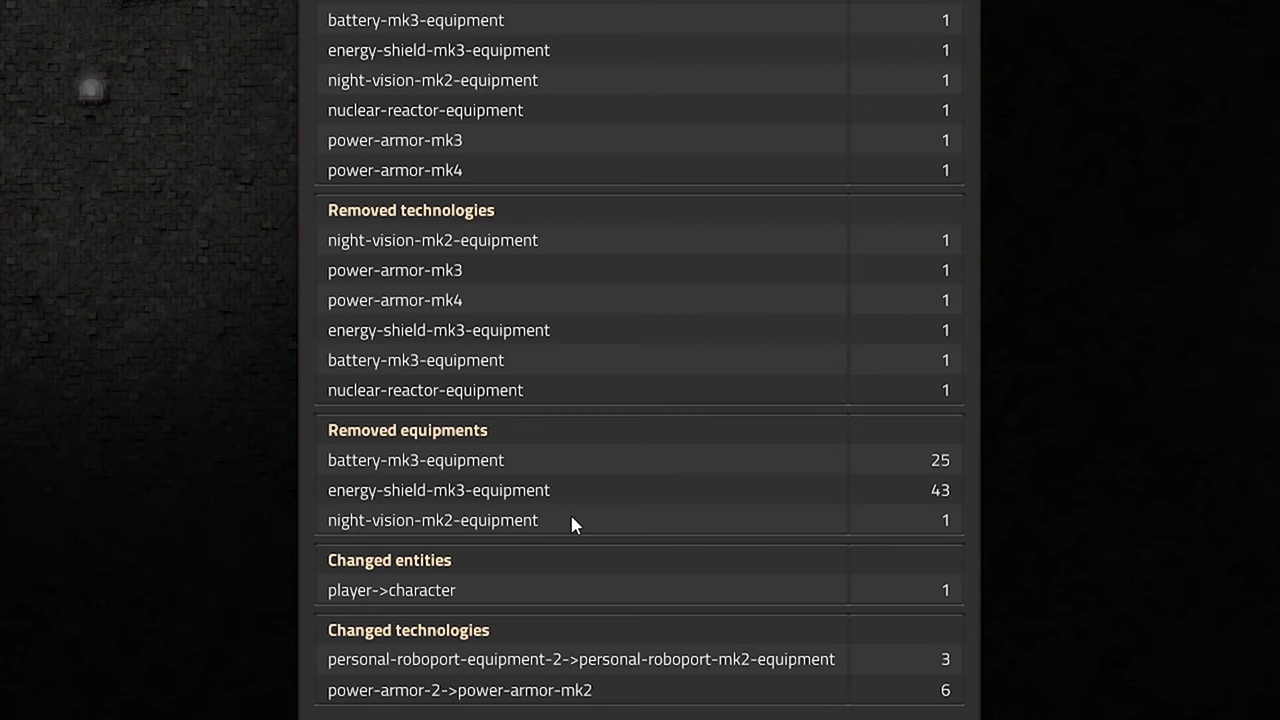 battery-mk3-equipment 1
energy-shield-mk3-equipment 1
night-vision-mk2-equipment 1
nuclear-reactor-equipment 1
power-armor-mk3 1
power-armor-mk4 1
Removed technologies
night-vision-mk2-equipment 1
power-armor-mk3 1
power-armor-mk4 1
energy-shield-mk3-equipment 1
battery-mk3-equipment 1
nuclear-reactor-equipment 1
Removed equipments
battery-mk3-equipment 25
energy-shield-mk3-equipment 43
night-vision-mk2-equipment 1
Changed entities
player->character 1
Changed technologies
personal-roboport-equipment-2->personal-roboport-mk2-equipment 3
power-armor-2->power-armor-mk2 6